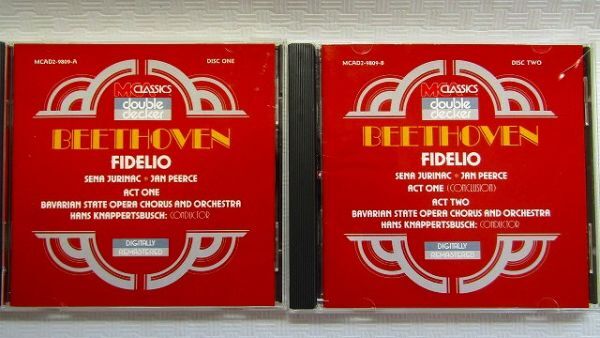 MCAD2-9809-A DISC ONE
MCA CLASSICS
double
decker
BEETHOVEN
FIDELIO
SENA JURINAC • JAN PEERCE
ACT ONE
BAVARIAN STATE OPERA CHORUS AND ORCHESTRA
HANS KNAPPERTSBUSCH: CONDUCTOR
DIGITALLY
REMASTERED
MCAD2-9809-B DISC TWO
MCA CLASSICS
double
decker
BEETHOVEN
FIDELIO
SENA JURINAC • JAN PEERCE
ACT ONE (CONCLUSION)
ACT TWO
BAVARIAN STATE OPERA CHORUS AND ORCHESTRA
HANS KNAPPERTSBUSCH: CONDUCTOR
DIGITALLY
REMASTERED